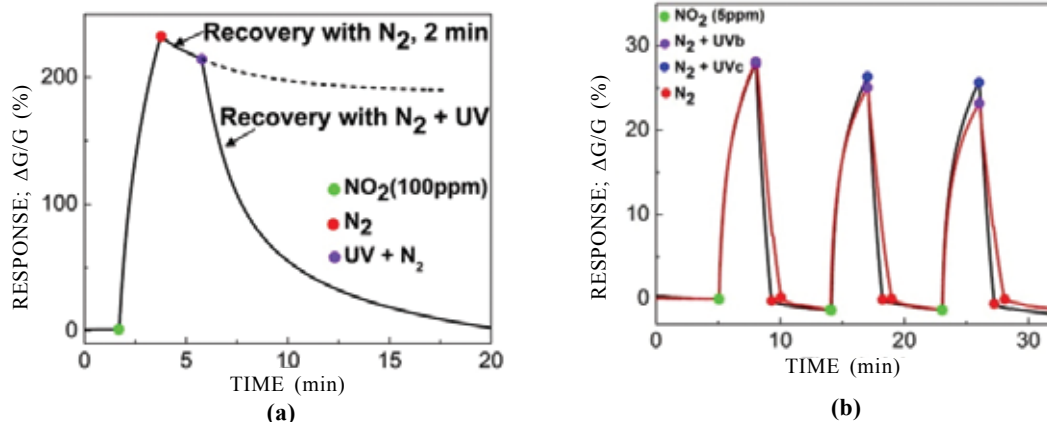 (a)
RESPONSE; ΔG/G (%)
200
100
0
Recovery with N₂, 2 min
Recovery with N₂ + UV
NO₂(100ppm)
N₂
UV + N₂
0 5 10 15 20
TIME (min)
(a)
(b)
RESPONSE; ΔG/G (%)
30
20
10
0
NO₂ (5ppm)
N₂ + UVb
N₂ + UVc
N₂
0 10 20 30
TIME (min)
(b)